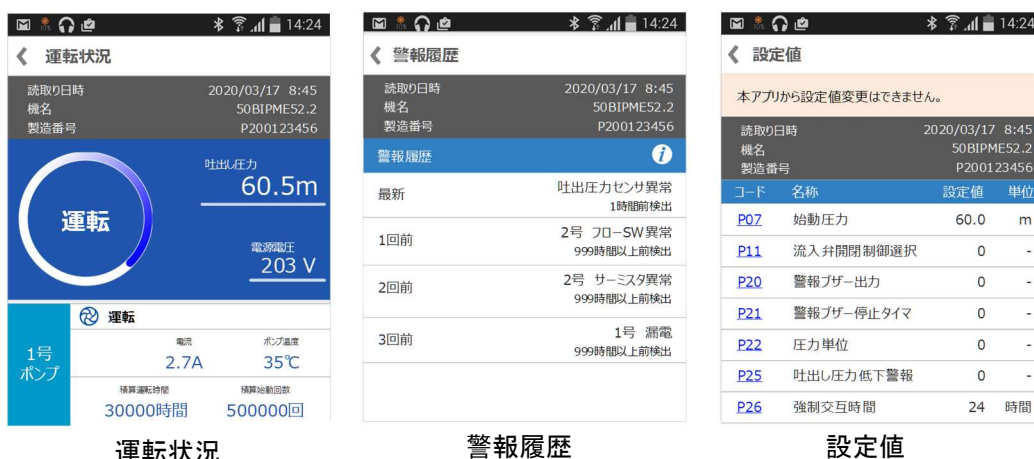 10% 14:24
運転状況
読取り日時 2020/03/17 8:45
機名 50BIPME52.2
製造番号 P200123456
吐出し圧力
60.5m
運転
電源電圧
203 V
運転
1号
ポンプ
電流 ポンプ温度
2.7A 35℃
積算運転時間 積算始動回数
30000時間 500000回
運転状況
10% 14:24
警報履歴
読取り日時 2020/03/17 8:45
機名 50BIPME52.2
製造番号 P200123456
警報履歴 i
最新 吐出圧力センサ異常
1時間前検出
1回前 2号 フローSW異常
999時間以上前検出
2回前 2号 サーミスタ異常
999時間以上前検出
3回前 1号 漏電
999時間以上前検出
警報履歴
10% 14:24
設定値
本アプリから設定値変更はできません。
読取り日時 2020/03/17 8:45
機名 50BIPME52.2
製造番号 P200123456
コード 名称 設定値 単位
P07 始動圧力 60.0 m
P11 流入弁開閉制御選択 0 -
P20 警報ブザー出力 0 -
P21 警報ブザー停止タイマ 0 -
P22 圧力単位 0 -
P25 吐出し圧力低下警報 0 -
P26 強制交互時間 24 時間
設定値